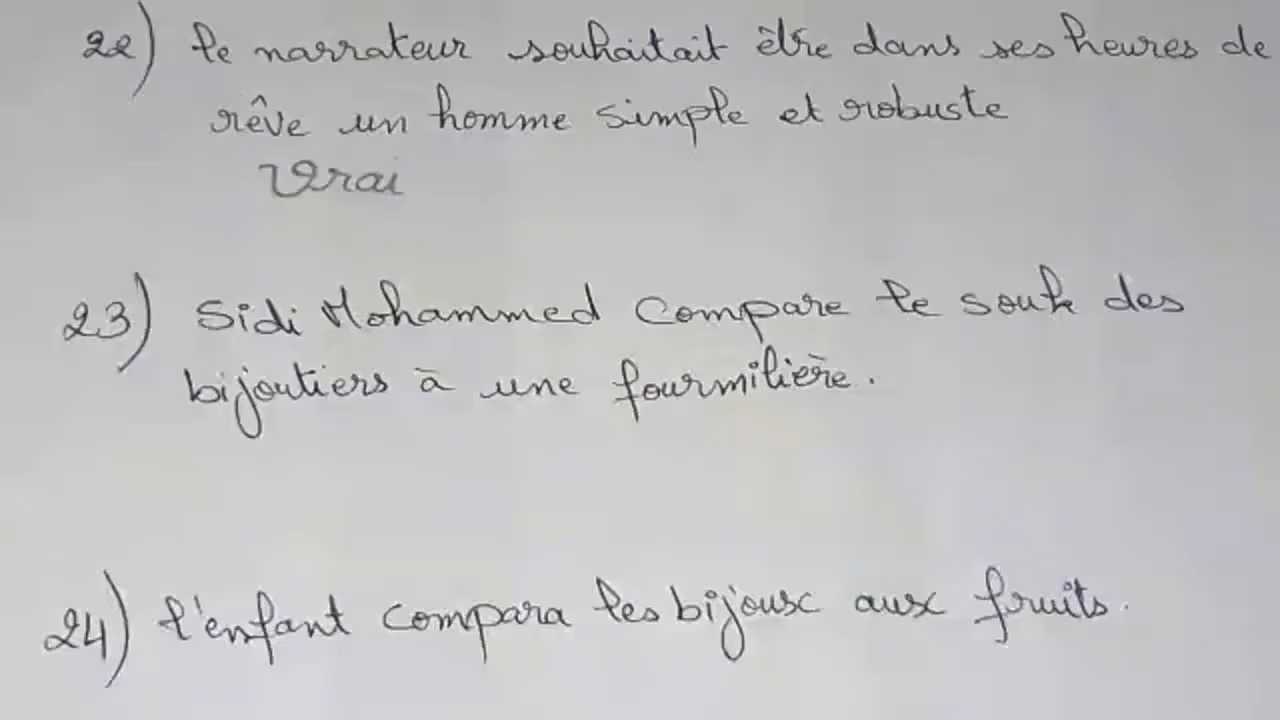 22) le narrateur souhaitait être dans ses heures de
rêve un homme simple et robuste
Vrai
23) Sidi Mohammed compare le souk des
bijoutiers à une fourmilière.
24) l'enfant compara les bijoux aux fruits.